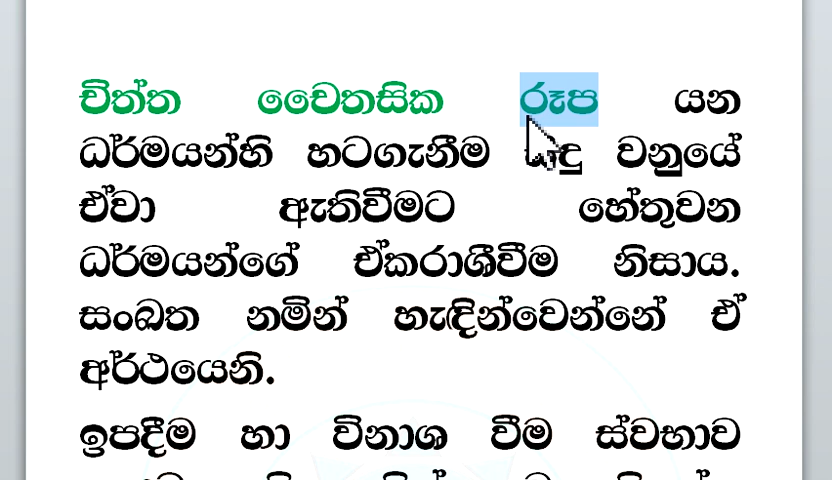 චිත්ත චෛතසික රූප යන
ධර්මයන්හි හටගැනීම වනුයේ
ඒවා ඇතිවීමට හේතුවන
ධර්මයන්ගේ ඒකරාශීවීම නිසාය.
සංඛත නමින් හැඳින්වෙන්නේ ඒ
අර්ථයෙනි.
ඉපදීම හා විනාශ වීම ස්වභාව